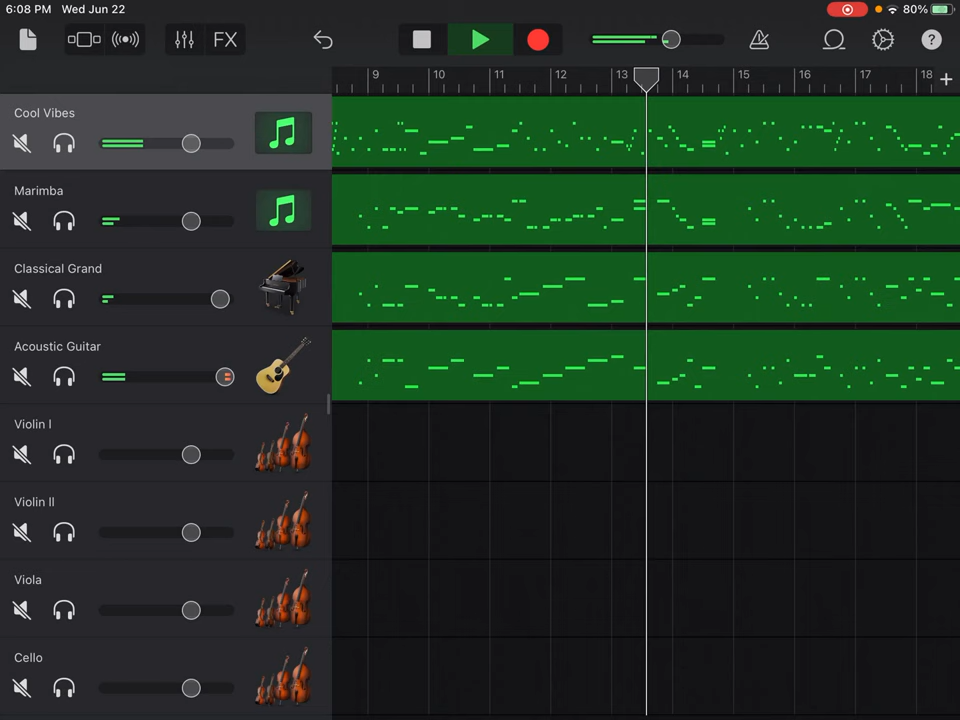 6:08 PM Wed Jun 22
80%
FX
?
9 10 11 12 13 14 15 16 17 18 +
Cool Vibes
Marimba
Classical Grand
Acoustic Guitar
Violin I
Violin II
Viola
Cello